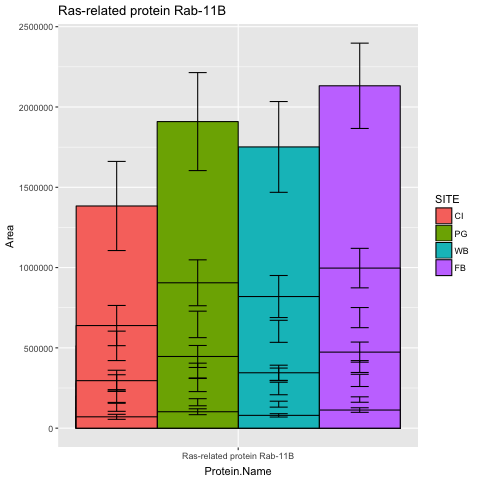 Ras-related protein Rab-11B
2500000
2000000
1500000
1000000
500000
0
Area
Ras-related protein Rab-11B
Protein.Name
SITE
CI
PG
WB
FB